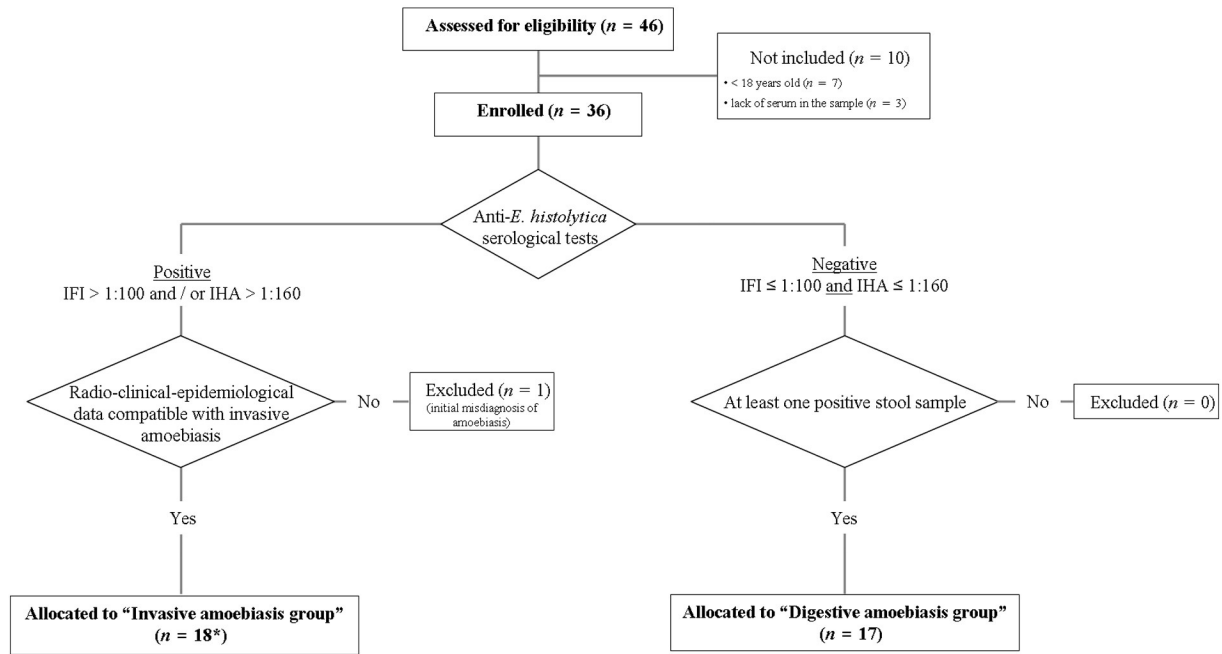 Assessed for eligibility (n = 46)
Not included (n = 10)
• < 18 years old (n = 7)
• lack of serum in the sample (n = 3)
Enrolled (n = 36)
Anti-E. histolytica
serological tests
Positive
IFI > 1:100 and / or IHA > 1:160
Negative
IFI ≤ 1:100 and IHA ≤ 1:160
Radio-clinical-epidemiological
data compatible with invasive
amoebiasis
No
Excluded (n = 1)
(initial misdiagnosis of
amoebiasis)
At least one positive stool sample
No
Excluded (n = 0)
Yes
Yes
Allocated to “Invasive amoebiasis group”
(n = 18*)
Allocated to “Digestive amoebiasis group”
(n = 17)